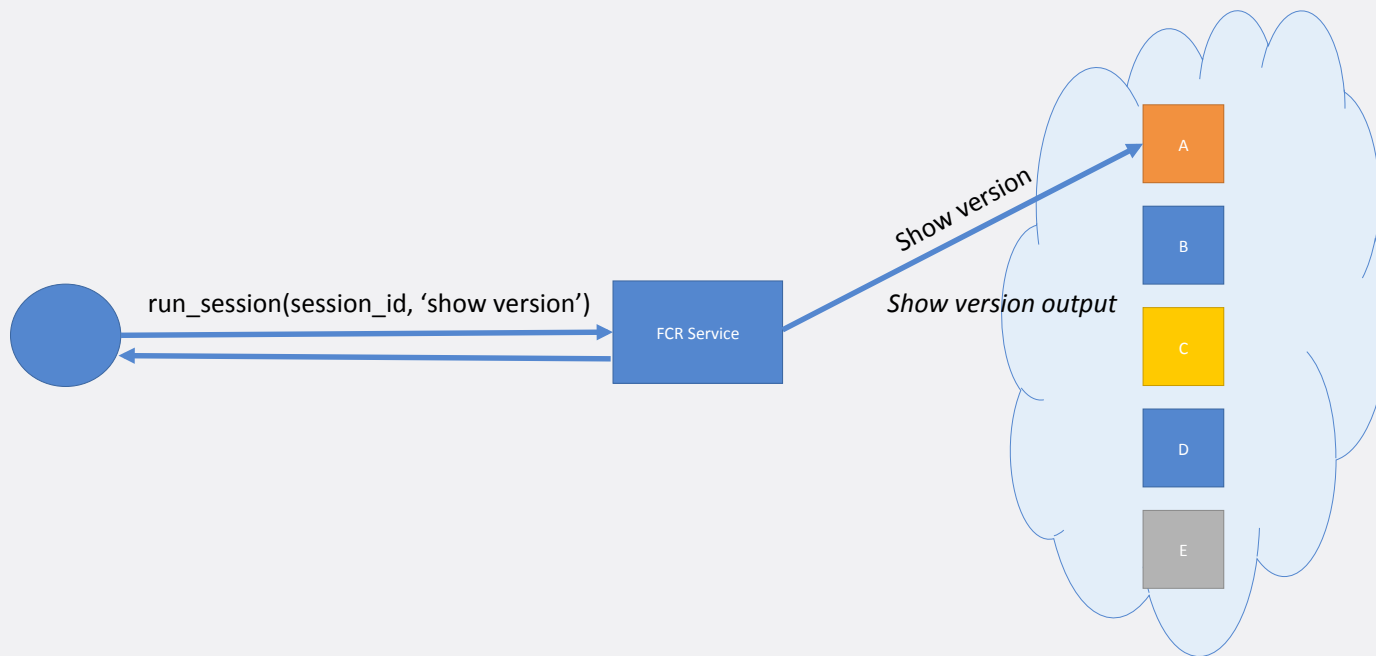 run_session(session_id, ‘show version’)
FCR Service
Show version
Show version output
A
B
C
D
E